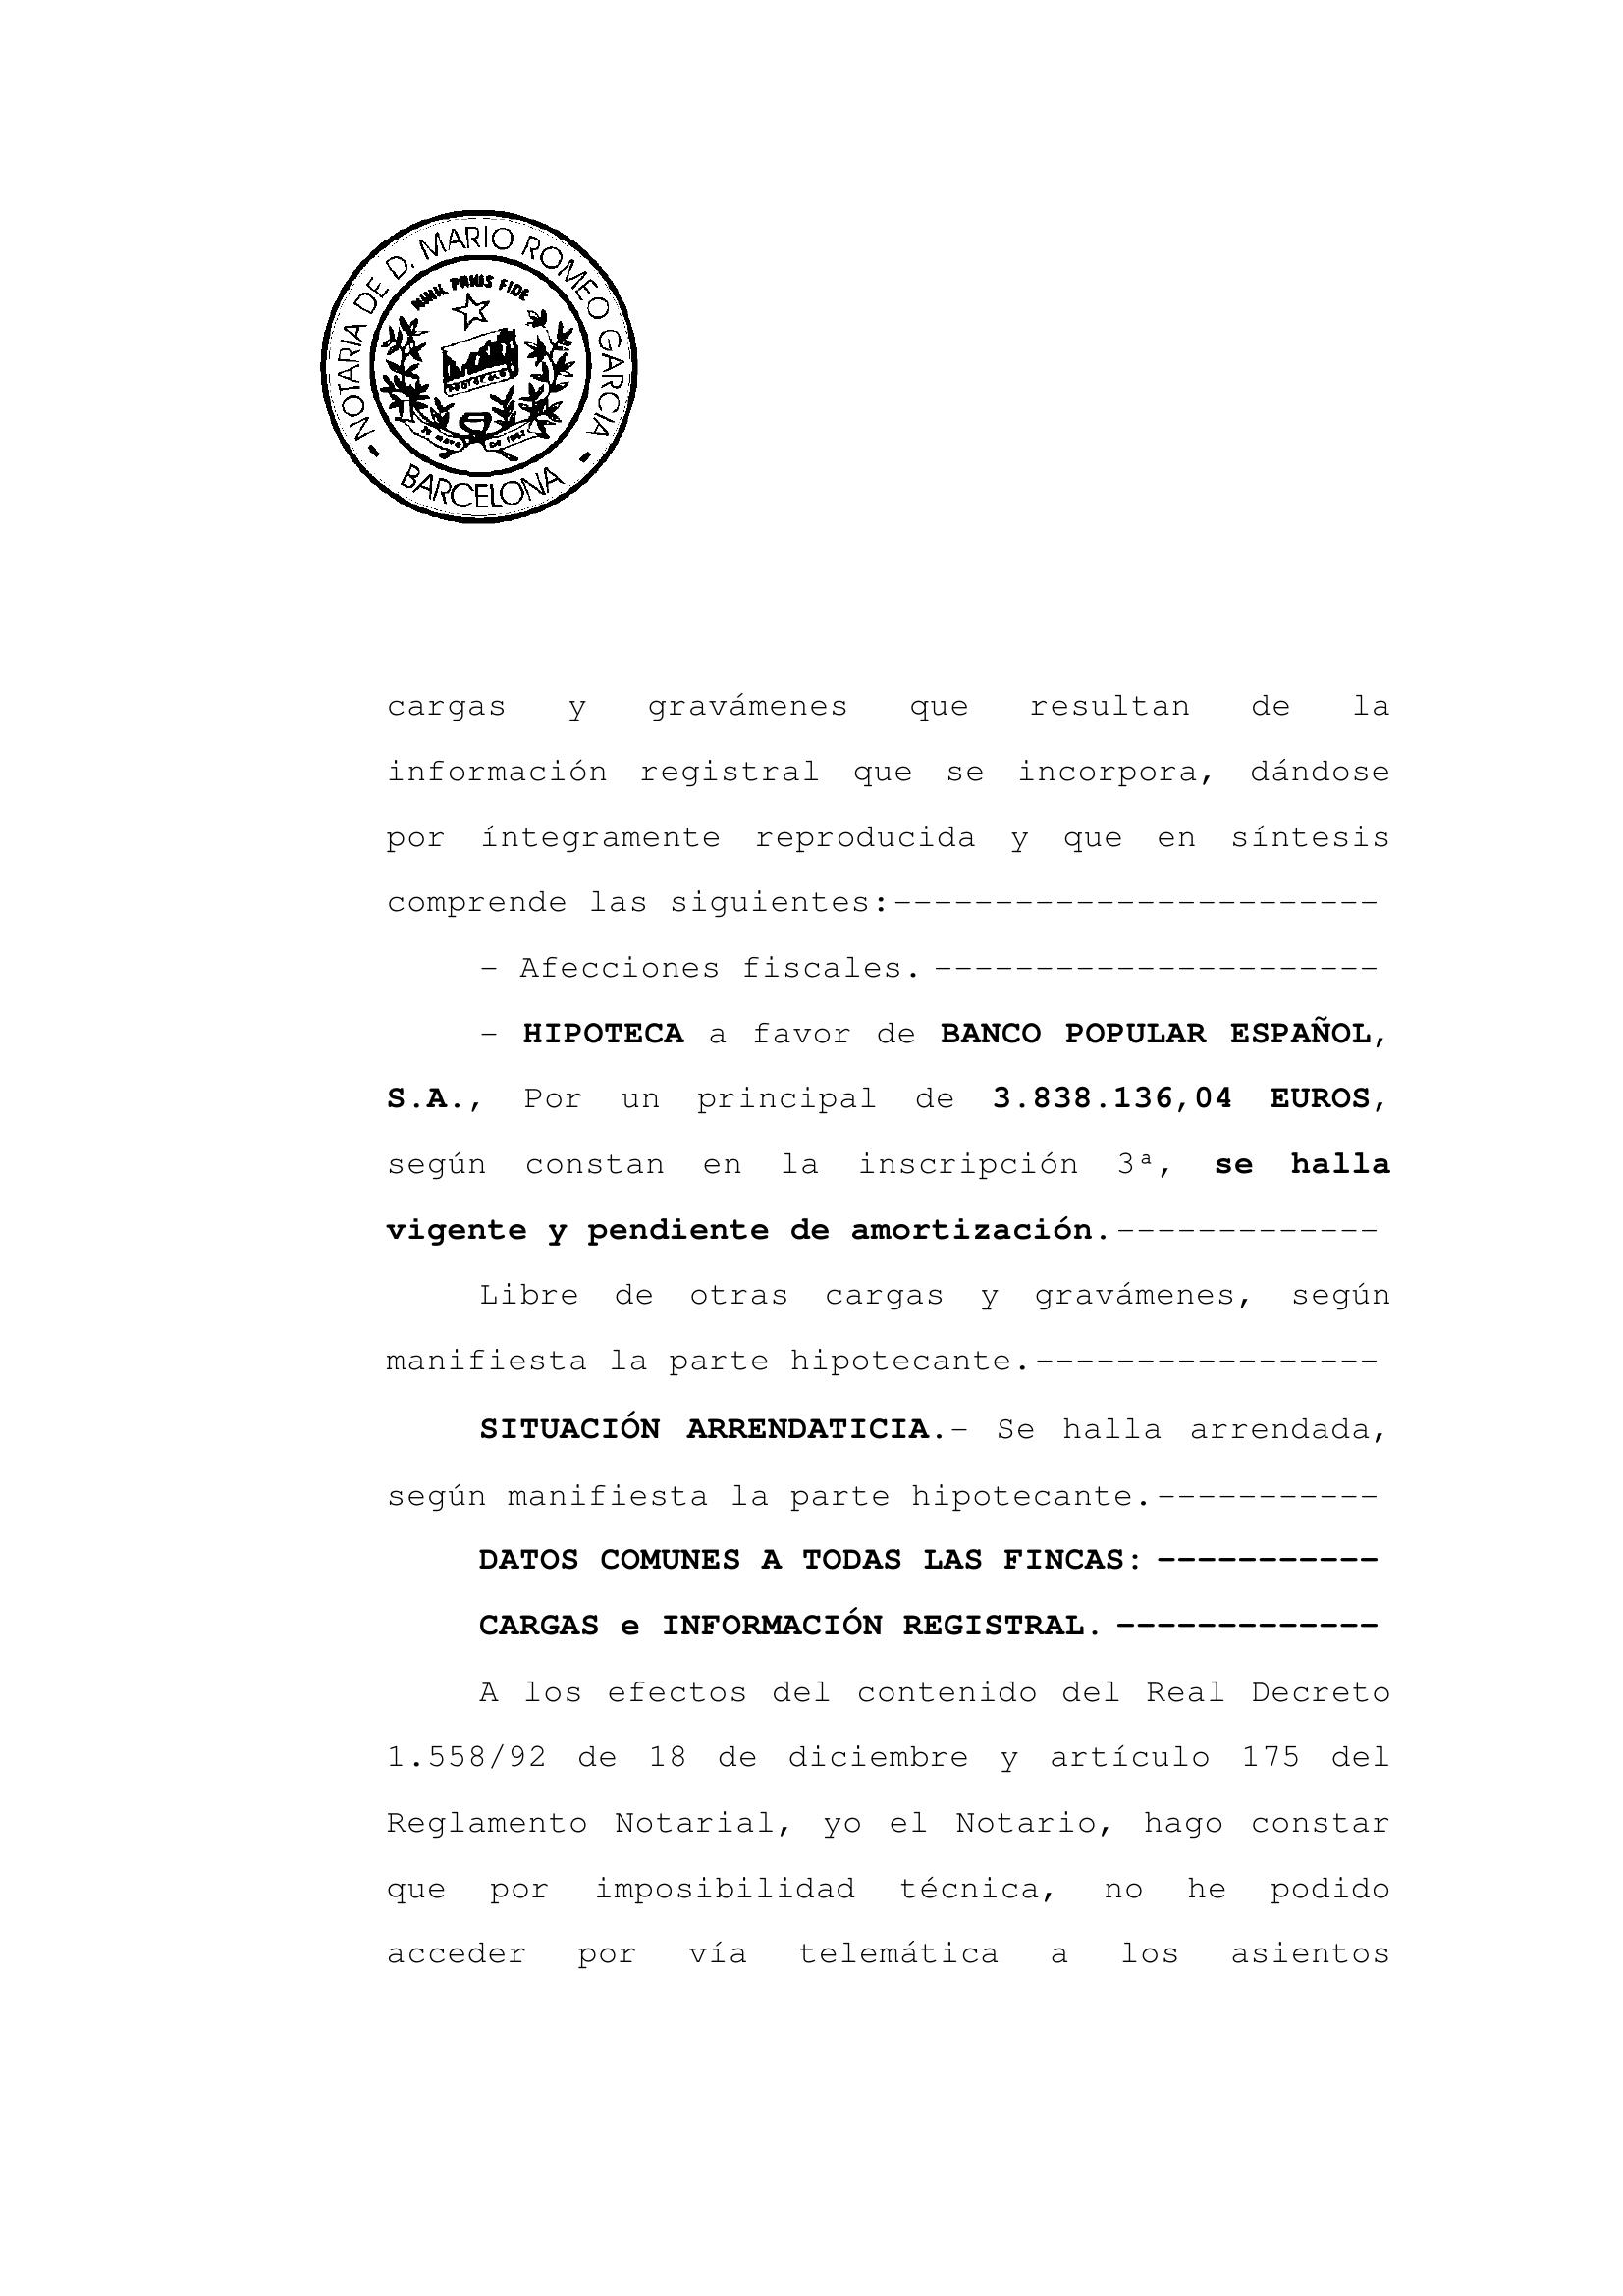 NOTARIA DE D. MARIO ROMEO GARCIA
BARCELONA
FIDE
cargas y gravámenes que resultan de la
información registral que se incorpora, dándose
por íntegramente reproducida y que en síntesis
comprende las siguientes:------------------------
- Afecciones fiscales. ----------------------
- HIPOTECA a favor de BANCO POPULAR ESPAÑOL,
S.A., Por un principal de 3.838.136,04 EUROS,
según constan en la inscripción 3ª, se halla
vigente y pendiente de amortización.-------------
Libre de otras cargas y gravámenes, según
manifiesta la parte hipotecante.-----------------
SITUACIÓN ARRENDATICIA.- Se halla arrendada,
según manifiesta la parte hipotecante.-----------
DATOS COMUNES A TODAS LAS FINCAS: -----------
CARGAS e INFORMACIÓN REGISTRAL. -------------
A los efectos del contenido del Real Decreto
1.558/92 de 18 de diciembre y artículo 175 del
Reglamento Notarial, yo el Notario, hago constar
que por imposibilidad técnica, no he podido
acceder por vía telemática a los asientos